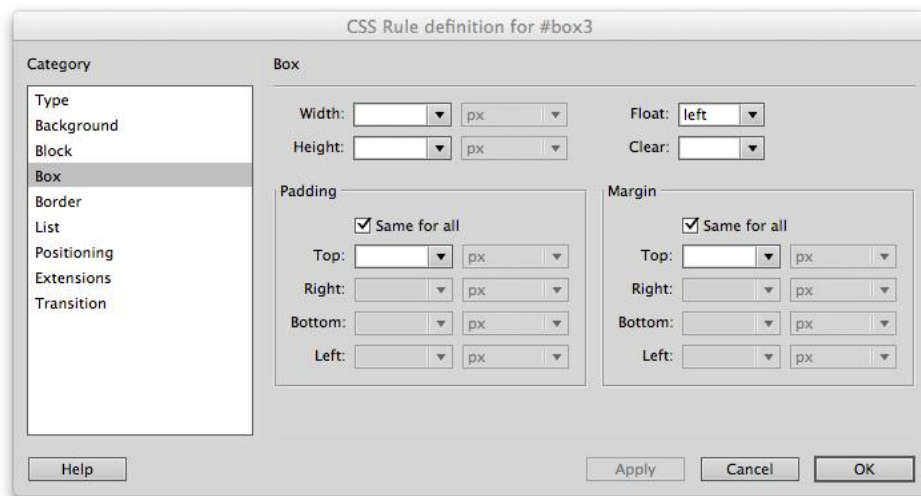 CSS Rule definition for #box3
Category
Type
Background
Block
Box
Border
List
Positioning
Extensions
Transition
Box
Width: px Float: left
Height: px Clear:
Padding
Same for all
Top: px
Right: px
Bottom: px
Left: px
Margin
Same for all
Top: px
Right: px
Bottom: px
Left: px
Help Apply Cancel OK